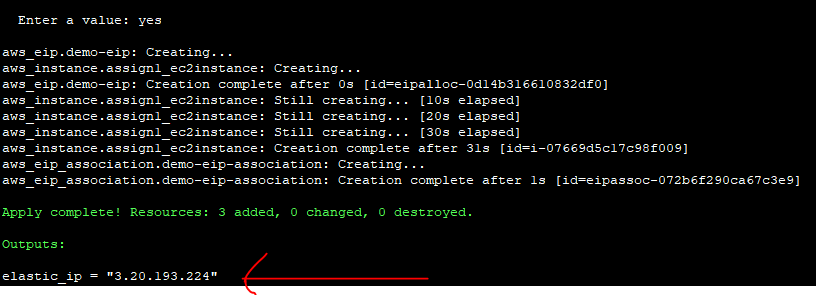 Enter a value: yes
aws_eip.demo-eip: Creating...
aws_instance.assign1_ec2instance: Creating...
aws_eip.demo-eip: Creation complete after 0s [id=eipalloc-0d14b316610832df0]
aws_instance.assign1_ec2instance: Still creating... [10s elapsed]
aws_instance.assign1_ec2instance: Still creating... [20s elapsed]
aws_instance.assign1_ec2instance: Still creating... [30s elapsed]
aws_instance.assign1_ec2instance: Creation complete after 31s [id=i-07669d5c17c98f009]
aws_eip_association.demo-eip-association: Creating...
aws_eip_association.demo-eip-association: Creation complete after 1s [id=eipassoc-072b6f290ca67c3e9]
Apply complete! Resources: 3 added, 0 changed, 0 destroyed.
Outputs:
elastic_ip = "3.20.193.224"